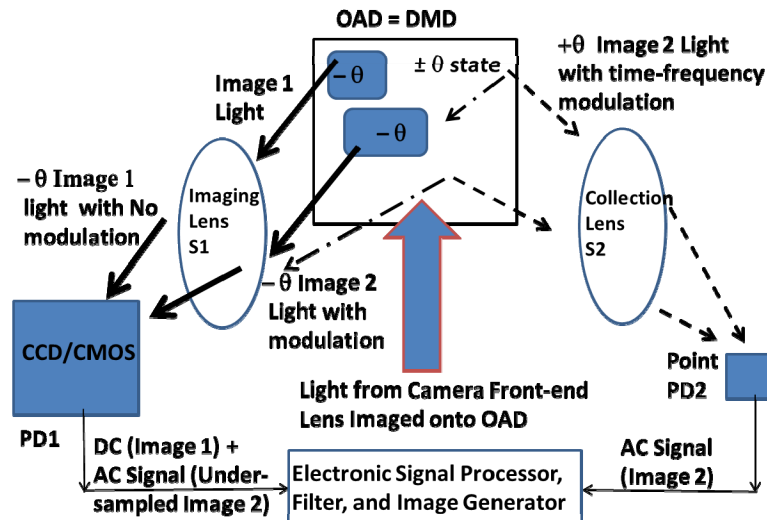 OAD = DMD
Image 1
Light
− θ
− θ
± θ state
+θ Image 2 Light
with time-frequency
modulation
− θ Image 1
light with No
modulation
Imaging
Lens
S1
Collection
Lens
S2
−θ Image 2
Light with
modulation
CCD/CMOS
PD1
Point
PD2
Light from Camera Front-end
Lens Imaged onto OAD
DC (Image 1) +
AC Signal (Under-
sampled Image 2)
Electronic Signal Processor,
Filter, and Image Generator
AC Signal
(Image 2)